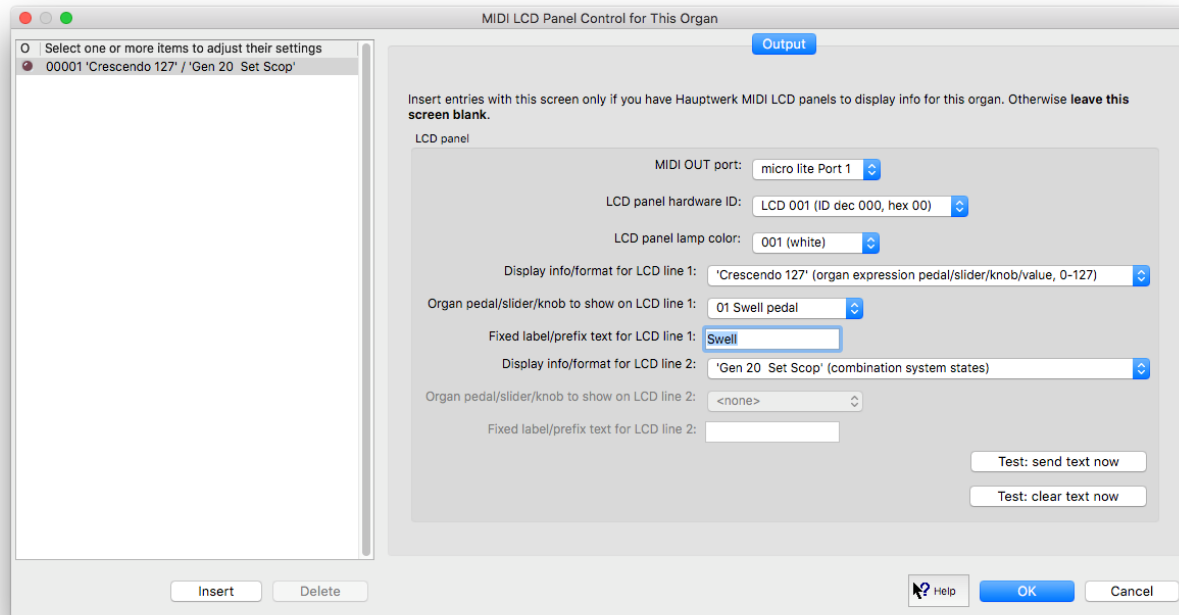 MIDI LCD Panel Control for This Organ
O Select one or more items to adjust their settings
00001 'Crescendo 127' / 'Gen 20  Set Scop'
Output
Insert entries with this screen only if you have Hauptwerk MIDI LCD panels to display info for this organ. Otherwise leave this
screen blank.
LCD panel
MIDI OUT port: micro lite Port 1
LCD panel hardware ID: LCD 001 (ID dec 000, hex 00)
LCD panel lamp color: 001 (white)
Display info/format for LCD line 1: 'Crescendo 127' (organ expression pedal/slider/knob/value, 0-127)
Organ pedal/slider/knob to show on LCD line 1: 01 Swell pedal
Fixed label/prefix text for LCD line 1: Swell
Display info/format for LCD line 2: 'Gen 20  Set Scop' (combination system states)
Organ pedal/slider/knob to show on LCD line 2: <none>
Fixed label/prefix text for LCD line 2:
Test: send text now
Test: clear text now
Insert Delete ? Help OK Cancel